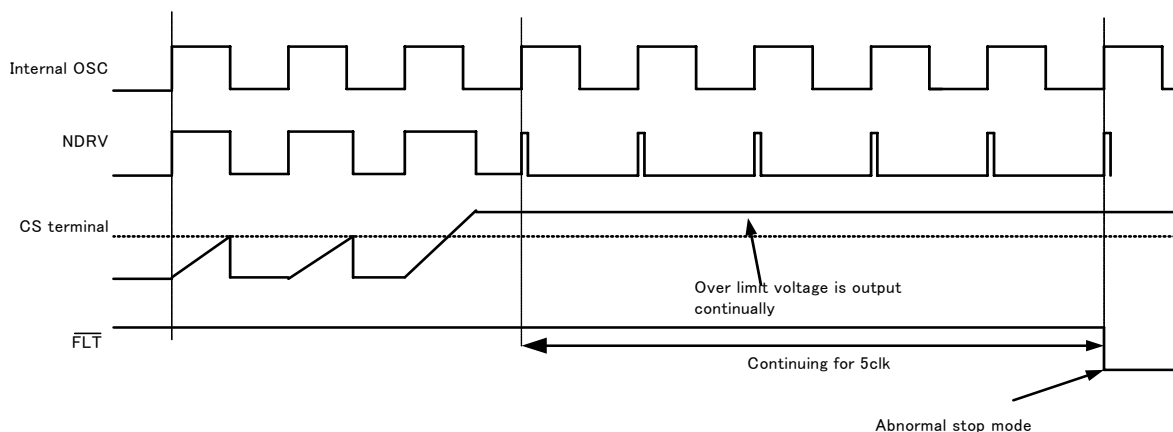 Internal OSC
NDRV
CS terminal
Over limit voltage is output
continually
FLT
Continuing for 5clk
Abnormal stop mode